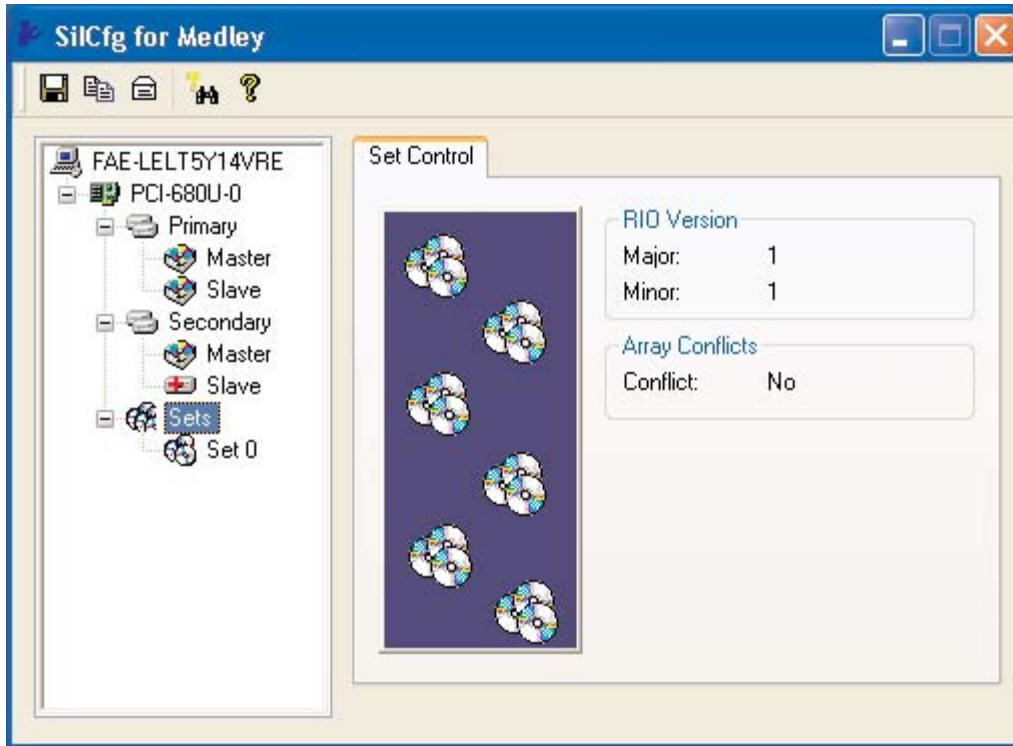 SilCfg for Medley
FAE-LELT5Y14VRE
PCI-680U-0
Primary
Master
Slave
Secondary
Master
Slave
Sets
Set 0
Set Control
RIO Version
Major: 1
Minor: 1
Array Conflicts
Conflict: No